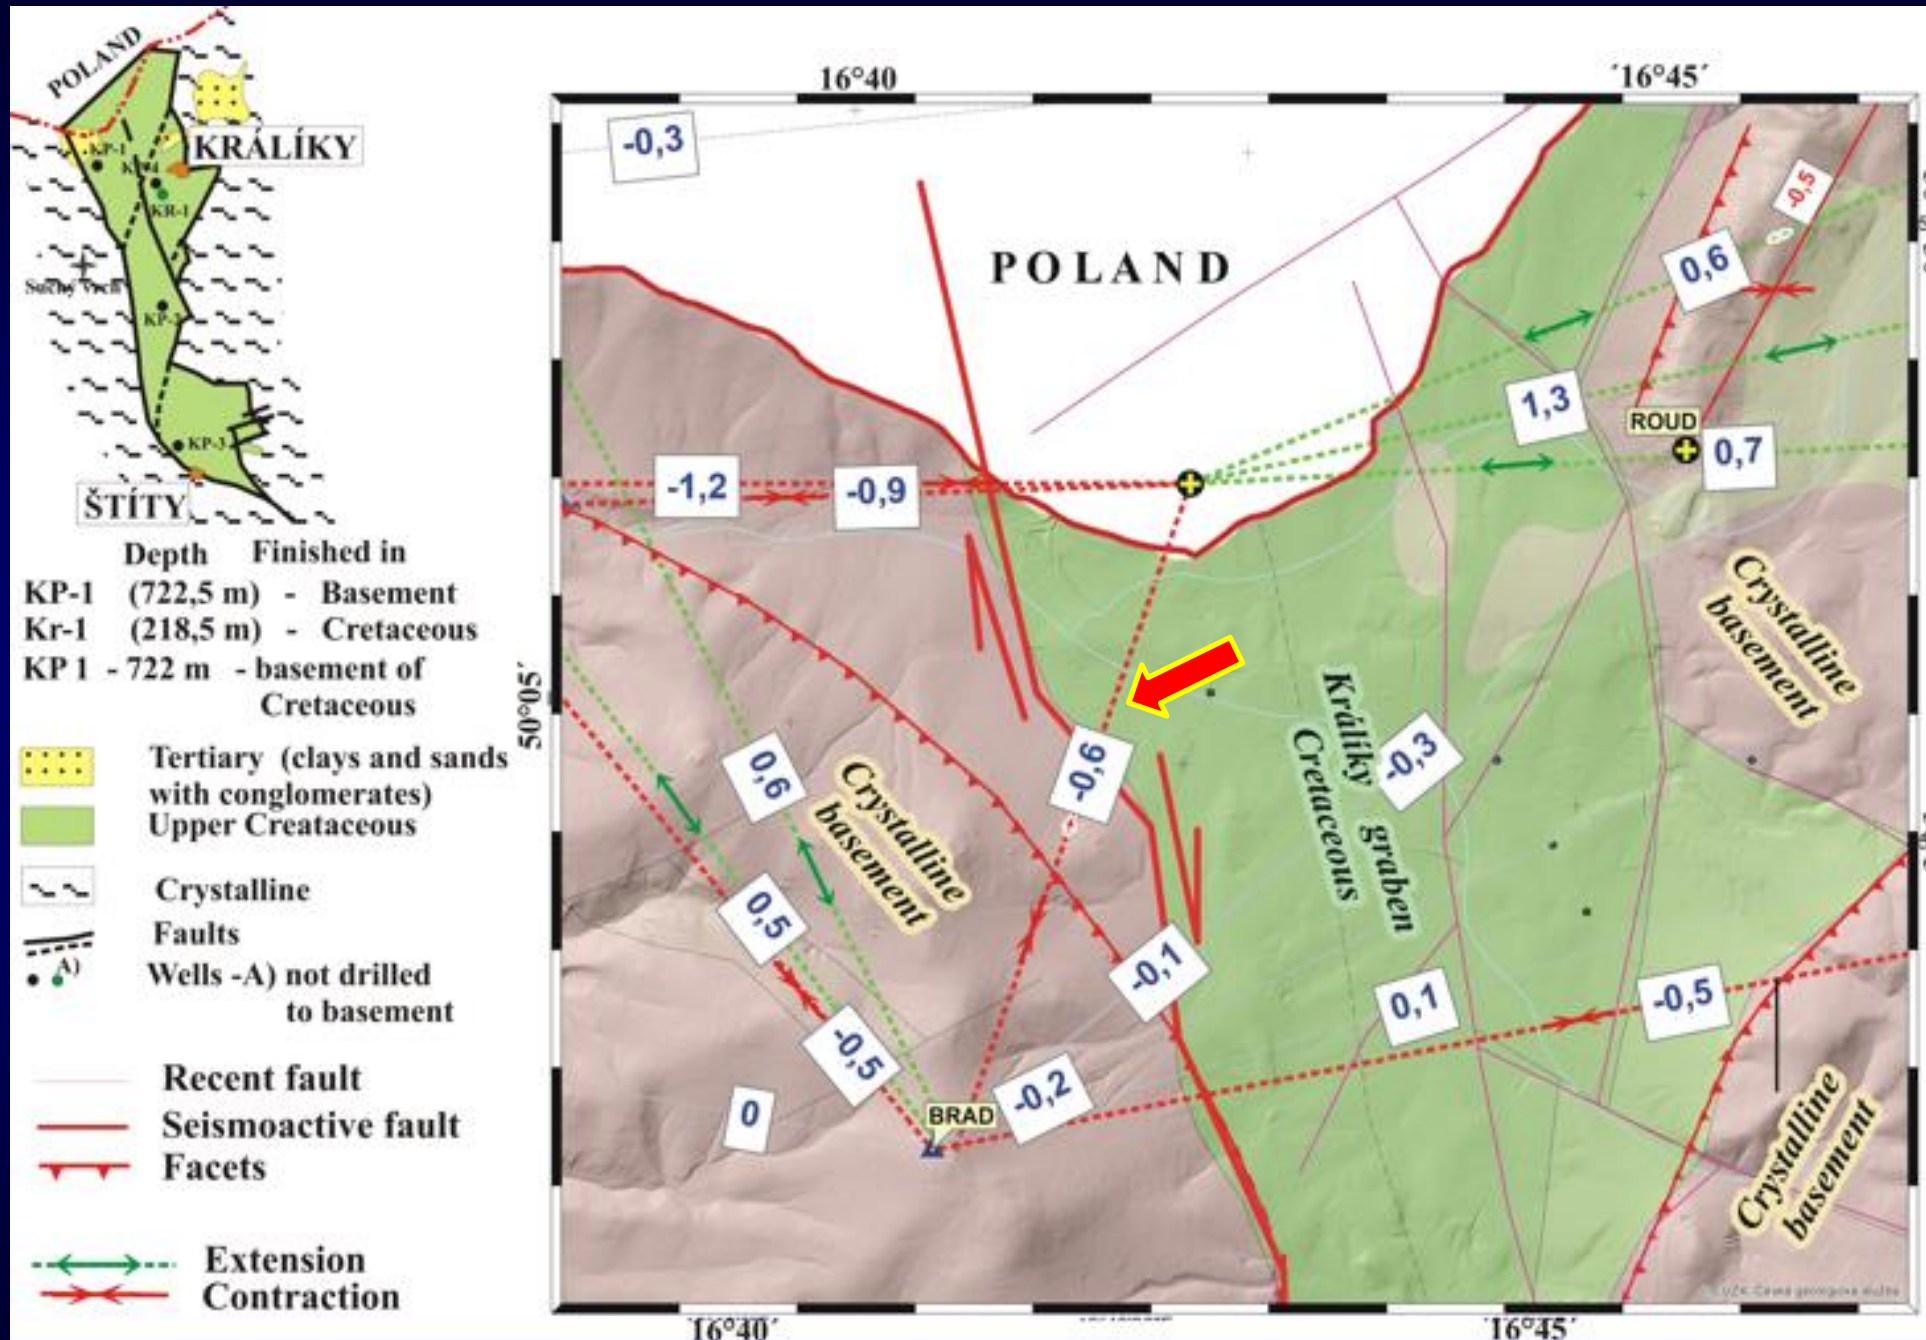 POLAND
KRÁLÍKY
KP-1
KR-1
Suchý vrch
KP-2
KP-3
ŠTÍTY
Depth Finished in
KP-1 (722,5 m) - Basement
Kr-1 (218,5 m) - Cretaceous
KP 1 - 722 m - basement of
Cretaceous
Tertiary (clays and sands
with conglomerates)
Upper Creataceous
Crystalline
Faults
A)
Wells -A) not drilled
to basement
Recent fault
Seismoactive fault
Facets
Extension
Contraction
16°40
´16°45´
50°05´
-0,3
POLAND
-0,5
0,6
1,3
ROUD
0,7
-1,2
-0,9
Crystalline
basement
Králíky graben
Cretaceous
-0,3
-0,6
0,6
Crystalline
basement
0,5
-0,1
0,1
-0,5
-0,5
-0,2
0
BRAD
Crystalline
basement
´16°40´
´16°45´